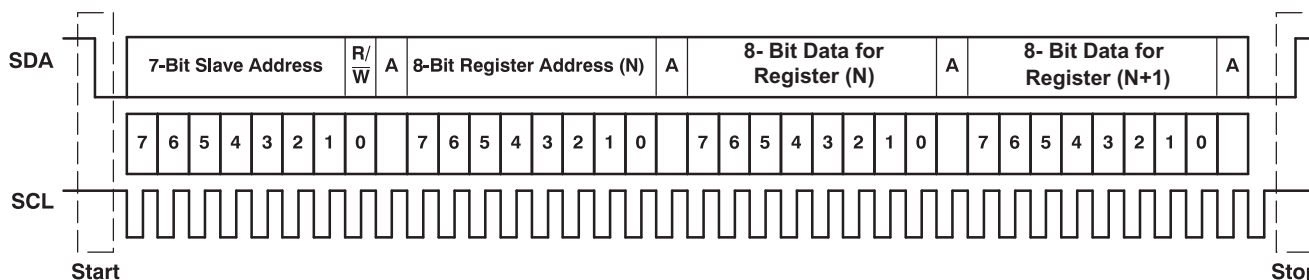 SDA
7-Bit Slave Address
R/
W
A
8-Bit Register Address (N)
A
8- Bit Data for
Register (N)
A
8- Bit Data for
Register (N+1)
A
7 6 5 4 3 2 1 0 7 6 5 4 3 2 1 0 7 6 5 4 3 2 1 0 7 6 5 4 3 2 1 0
SCL
Start
Stop